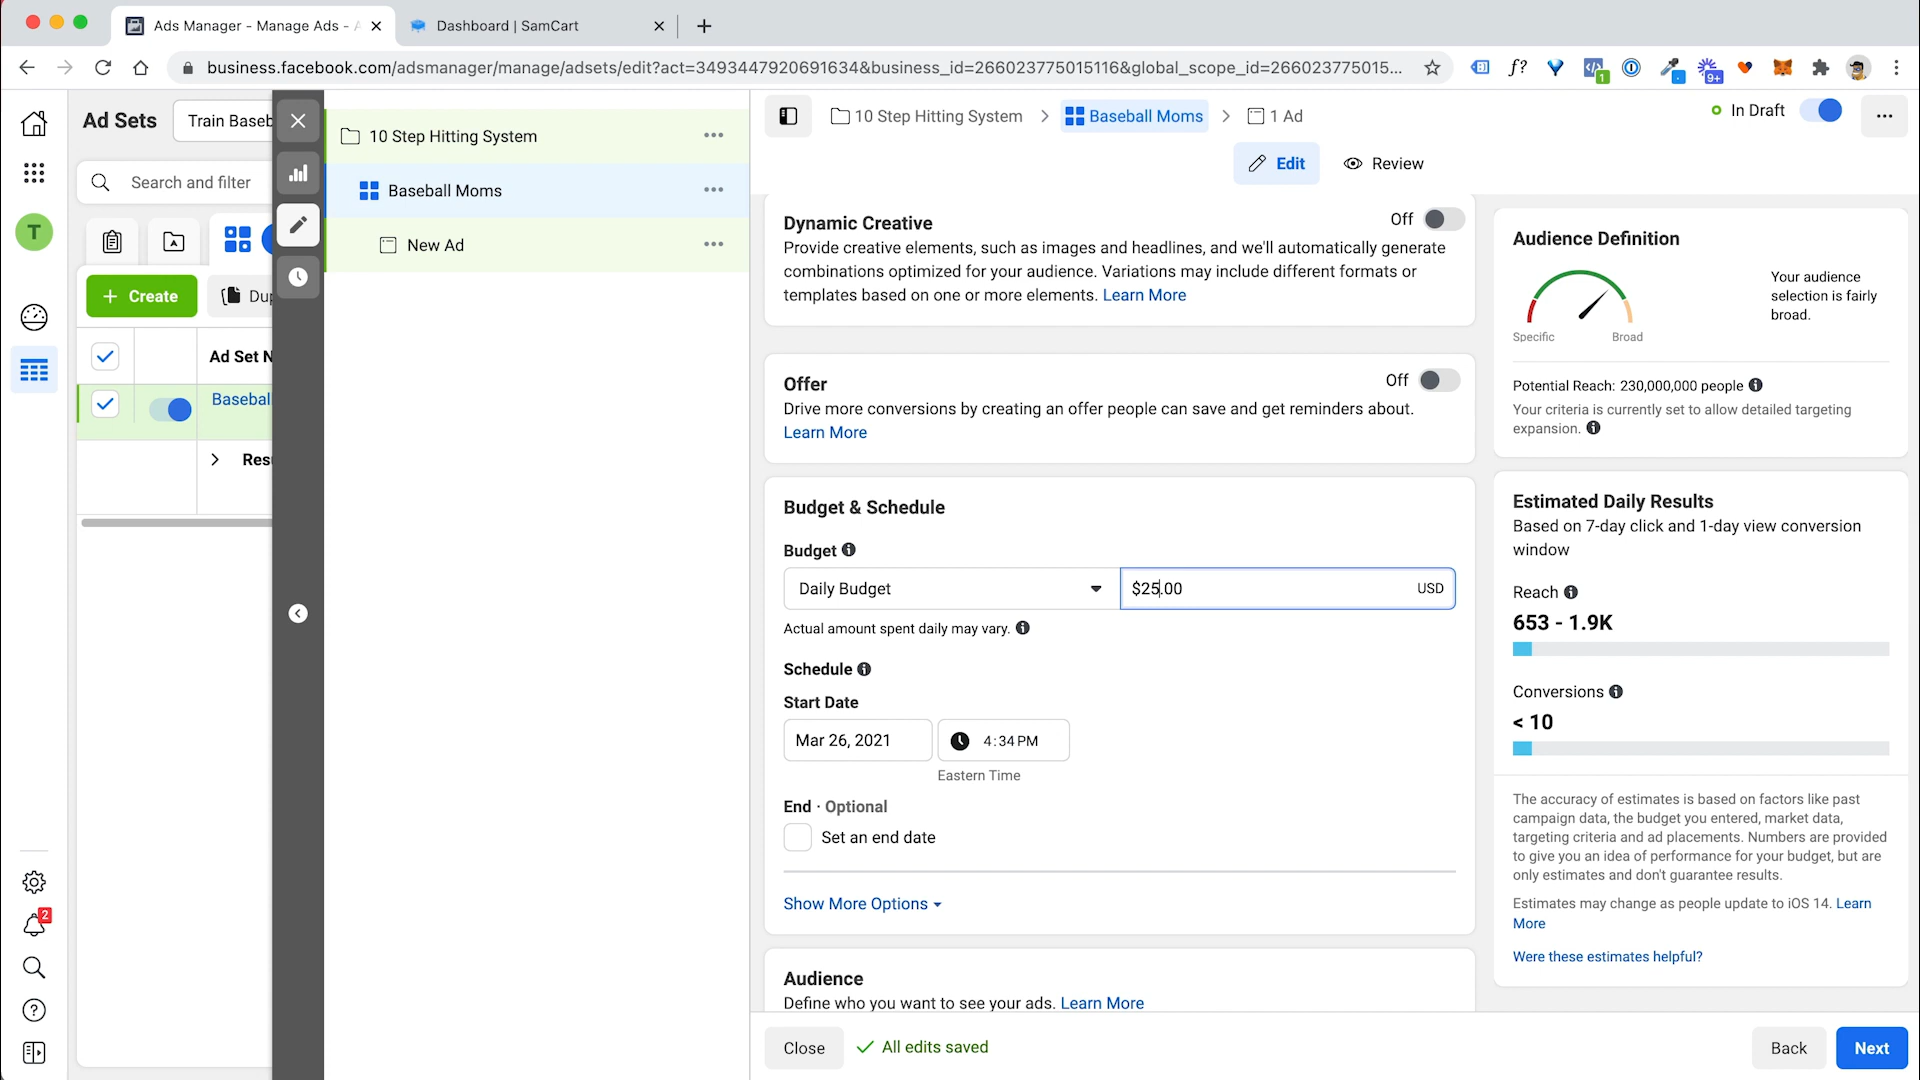 Ads Manager - Manage Ads - A
Dashboard | SamCart
business.facebook.com/adsmanager/manage/adsets/edit?act=3493447920691634&business_id=266023775015116&global_scope_id=266023775015...
f?
1
9+
Ad Sets
Train Baseb
Search and filter
T
+ Create
Dup
Ad Set N
Basebal
Resu
2
10 Step Hitting System
Baseball Moms
New Ad
10 Step Hitting System
Baseball Moms
1 Ad
In Draft
Edit
Review
Dynamic Creative
Off
Provide creative elements, such as images and headlines, and we'll automatically generate
combinations optimized for your audience. Variations may include different formats or
templates based on one or more elements. Learn More
Offer
Off
Drive more conversions by creating an offer people can save and get reminders about.
Learn More
Budget & Schedule
Budget
Daily Budget
$25.00
USD
Actual amount spent daily may vary.
Schedule
Start Date
Mar 26, 2021
4:34 PM
Eastern Time
End · Optional
Set an end date
Show More Options
Audience
Define who you want to see your ads. Learn More
Close
All edits saved
Back
Next
Audience Definition
Your audience
selection is fairly
broad.
Specific
Broad
Potential Reach: 230,000,000 people
Your criteria is currently set to allow detailed targeting
expansion.
Estimated Daily Results
Based on 7-day click and 1-day view conversion
window
Reach
653 - 1.9K
Conversions
< 10
The accuracy of estimates is based on factors like past
campaign data, the budget you entered, market data,
targeting criteria and ad placements. Numbers are provided
to give you an idea of performance for your budget, but are
only estimates and don't guarantee results.
Estimates may change as people update to iOS 14. Learn
More
Were these estimates helpful?